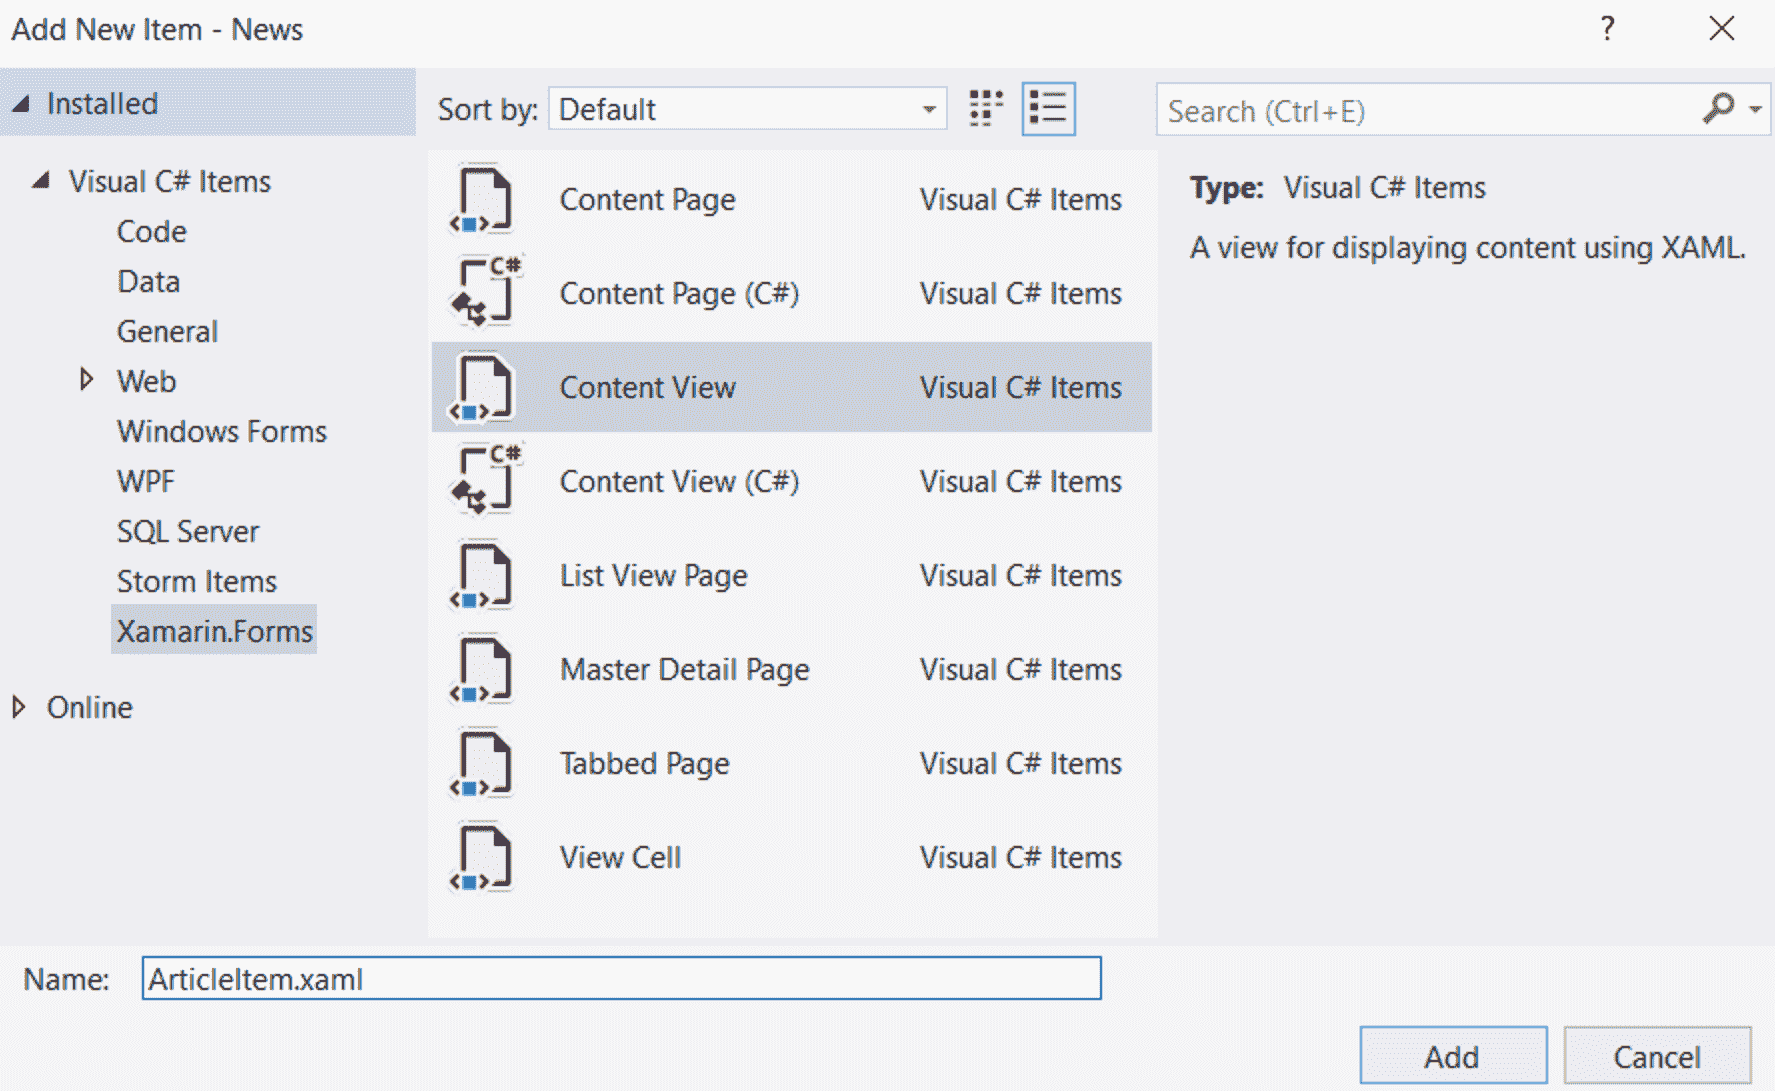 Add New Item - News
?
Installed
Visual C# Items
Code
Data
General
Web
Windows Forms
WPF
SQL Server
Storm Items
Xamarin.Forms
Online
Sort by: Default
Search (Ctrl+E)
Content Page Visual C# Items
C#
Content Page (C#) Visual C# Items
Content View Visual C# Items
C#
Content View (C#) Visual C# Items
List View Page Visual C# Items
Master Detail Page Visual C# Items
Tabbed Page Visual C# Items
View Cell Visual C# Items
Type: Visual C# Items
A view for displaying content using XAML.
Name: ArticleItem.xaml
Add Cancel